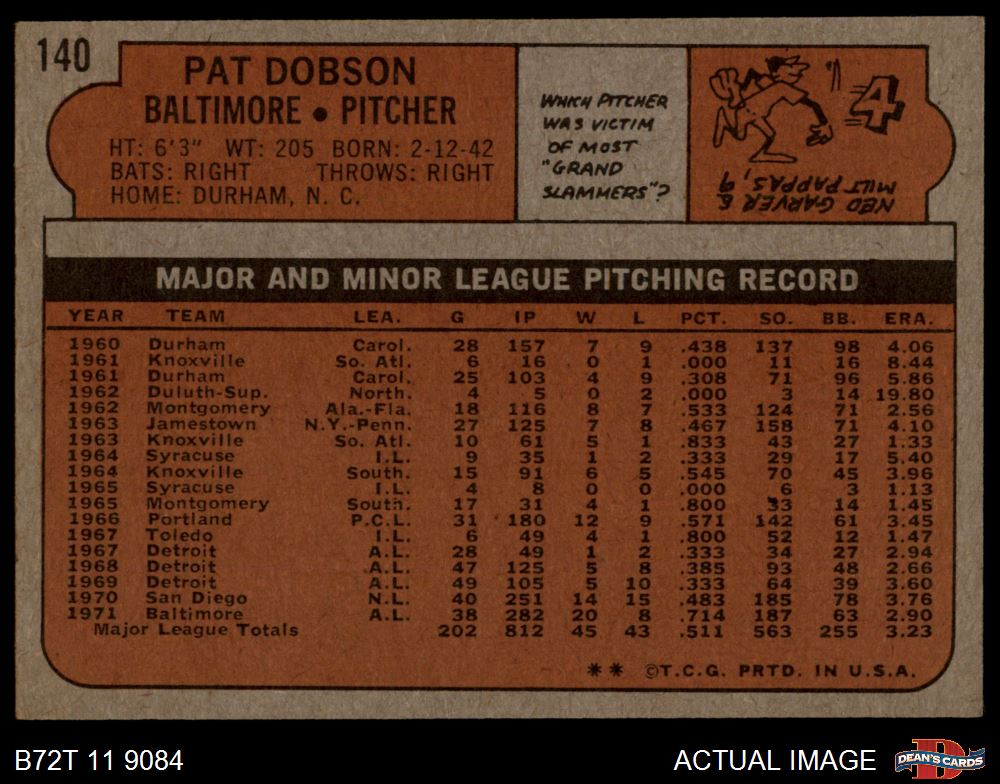 140
PAT DOBSON
BALTIMORE • PITCHER
HT: 6'3" WT: 205 BORN: 2-12-42
BATS: RIGHT THROWS: RIGHT
HOME: DURHAM, N. C.
WHICH PITCHER
WAS VICTIM
OF MOST
"GRAND
SLAMMERS"?
4
NED GARVER &
MILT PAPPAS, 9
MAJOR AND MINOR LEAGUE PITCHING RECORD
YEAR TEAM LEA. G IP W L PCT. SO. BB. ERA.
1960 Durham Carol. 28 157 7 9 .438 137 98 4.06
1961 Knoxville So. Atl. 6 16 0 1 .000 11 16 8.44
1961 Durham Carol. 25 103 4 9 .308 71 96 5.86
1962 Duluth-Sup. North. 4 5 0 2 .000 3 14 19.80
1962 Montgomery Ala.-Fla. 18 116 8 7 .533 124 71 2.56
1963 Jamestown N.Y.-Penn. 27 125 7 8 .467 158 71 4.10
1963 Knoxville So. Atl. 10 61 5 1 .833 43 27 1.33
1964 Syracuse I.L. 9 35 1 2 .333 29 17 5.40
1964 Knoxville South. 15 91 6 5 .545 70 45 3.96
1965 Syracuse I.L. 4 8 0 0 .000 6 3 1.13
1965 Montgomery South. 17 31 4 1 .800 33 14 1.45
1966 Portland P.C.L. 31 180 12 9 .571 142 61 3.45
1967 Toledo I.L. 6 49 4 1 .800 52 12 1.47
1967 Detroit A.L. 28 49 1 2 .333 34 27 2.94
1968 Detroit A.L. 47 125 5 8 .385 93 48 2.66
1969 Detroit A.L. 49 105 5 10 .333 64 39 3.60
1970 San Diego N.L. 40 251 14 15 .483 185 78 3.76
1971 Baltimore A.L. 38 282 20 8 .714 187 63 2.90
Major League Totals 202 812 45 43 .511 563 255 3.23
** ©T.C.G. PRTD. IN U.S.A.
B72T 11 9084
ACTUAL IMAGE
D
DEAN'S CARDS